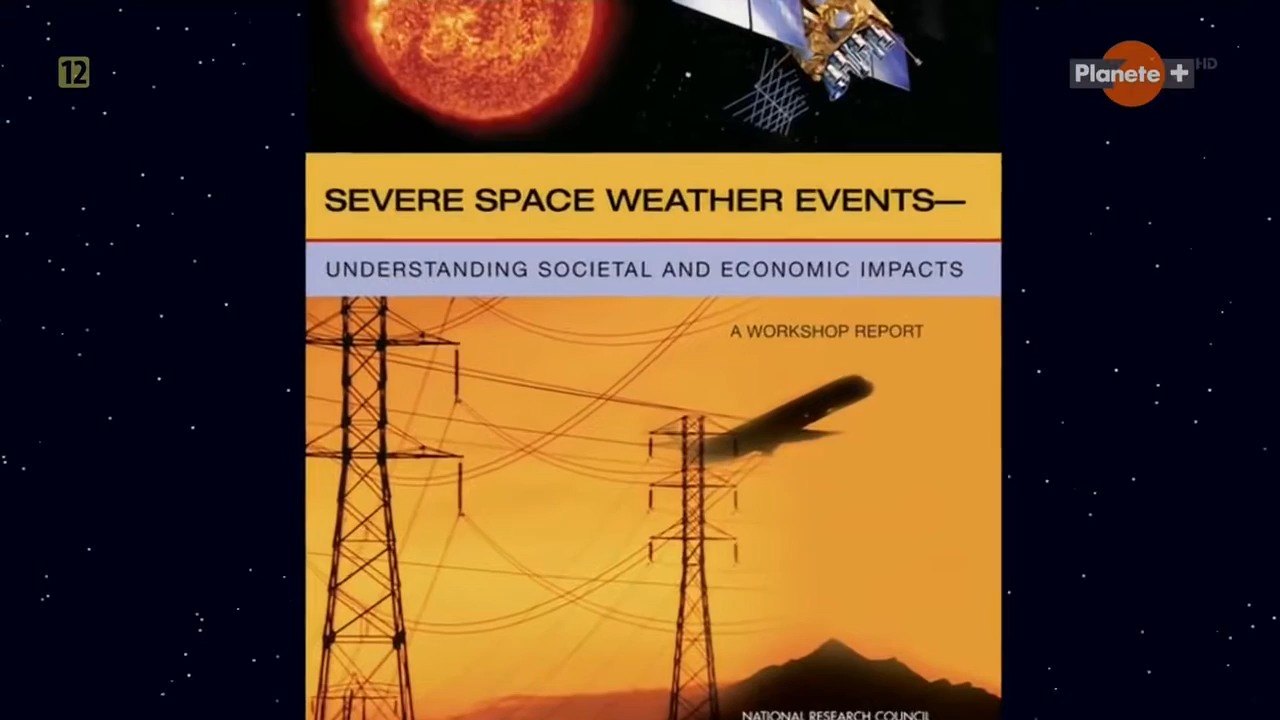 12
Planete +
HD
SEVERE SPACE WEATHER EVENTS—
UNDERSTANDING SOCIETAL AND ECONOMIC IMPACTS
A WORKSHOP REPORT
NATIONAL RESEARCH COUNCIL